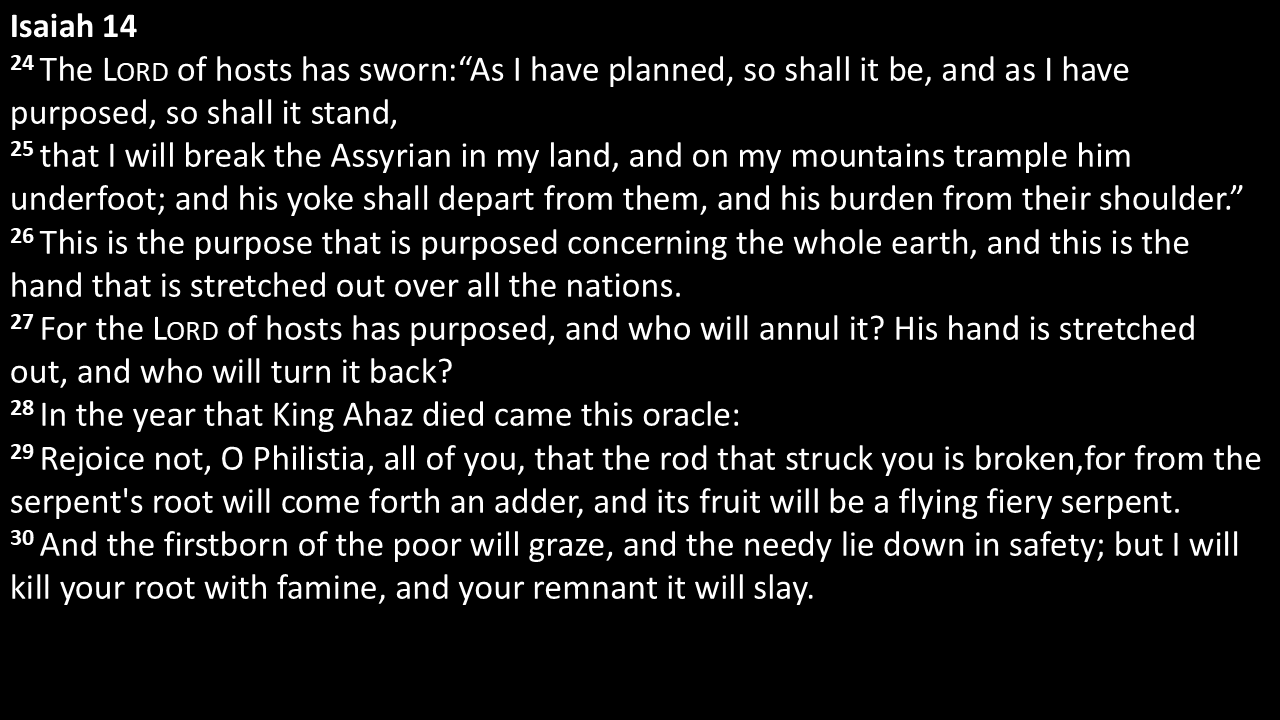 Isaiah 14
24 The LORD of hosts has sworn:“As I have planned, so shall it be, and as I have
purposed, so shall it stand,
25 that I will break the Assyrian in my land, and on my mountains trample him
underfoot; and his yoke shall depart from them, and his burden from their shoulder.”
26 This is the purpose that is purposed concerning the whole earth, and this is the
hand that is stretched out over all the nations.
27 For the LORD of hosts has purposed, and who will annul it? His hand is stretched
out, and who will turn it back?
28 In the year that King Ahaz died came this oracle:
29 Rejoice not, O Philistia, all of you, that the rod that struck you is broken,for from the
serpent's root will come forth an adder, and its fruit will be a flying fiery serpent.
30 And the firstborn of the poor will graze, and the needy lie down in safety; but I will
kill your root with famine, and your remnant it will slay.